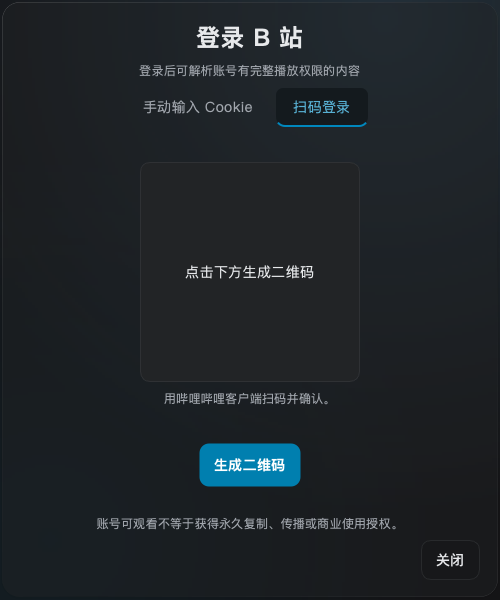 登录 B 站
登录后可解析账号有完整播放权限的内容
手动输入 Cookie
扫码登录
点击下方生成二维码
用哔哩哔哩客户端扫码并确认。
生成二维码
账号可观看不等于获得永久复制、传播或商业使用授权。
关闭